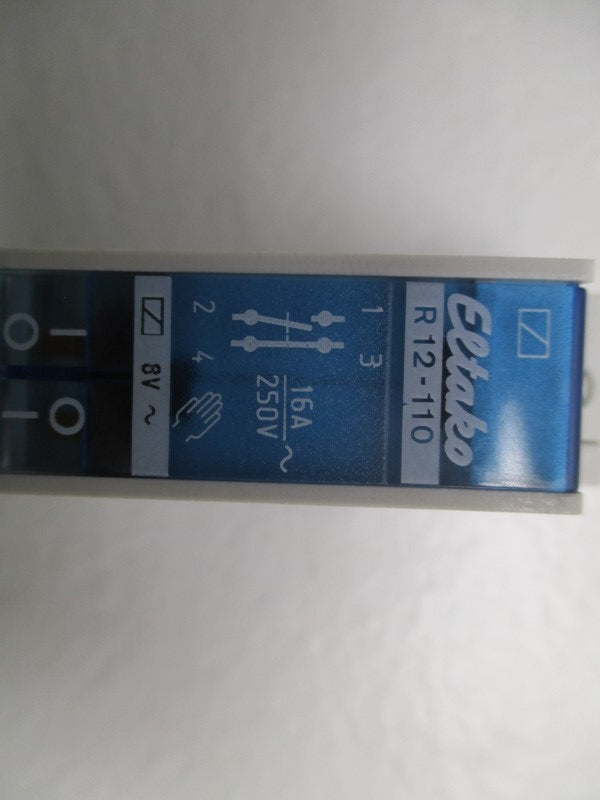 Eltako
R12-110
1 3
16A
250V ~
2 4
8V ~
I O
O I